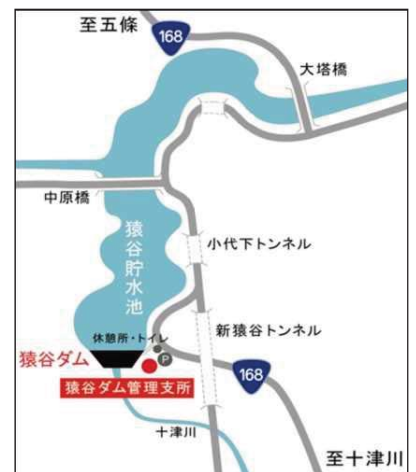 至五條
168
大塔橋
中原橋
猿谷貯水池
小代下トンネル
新猿谷トンネル
休憩所・トイレ
P
猿谷ダム
猿谷ダム管理支所
168
十津川
至十津川